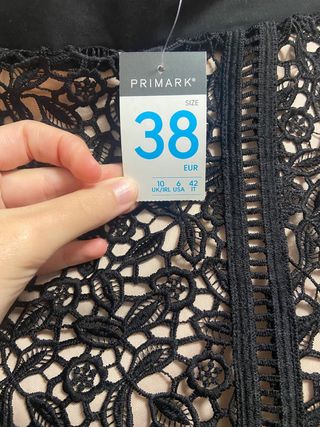 PRIMARK®
SIZE
38
EUR
10 6 42
UK/IRL USA IT